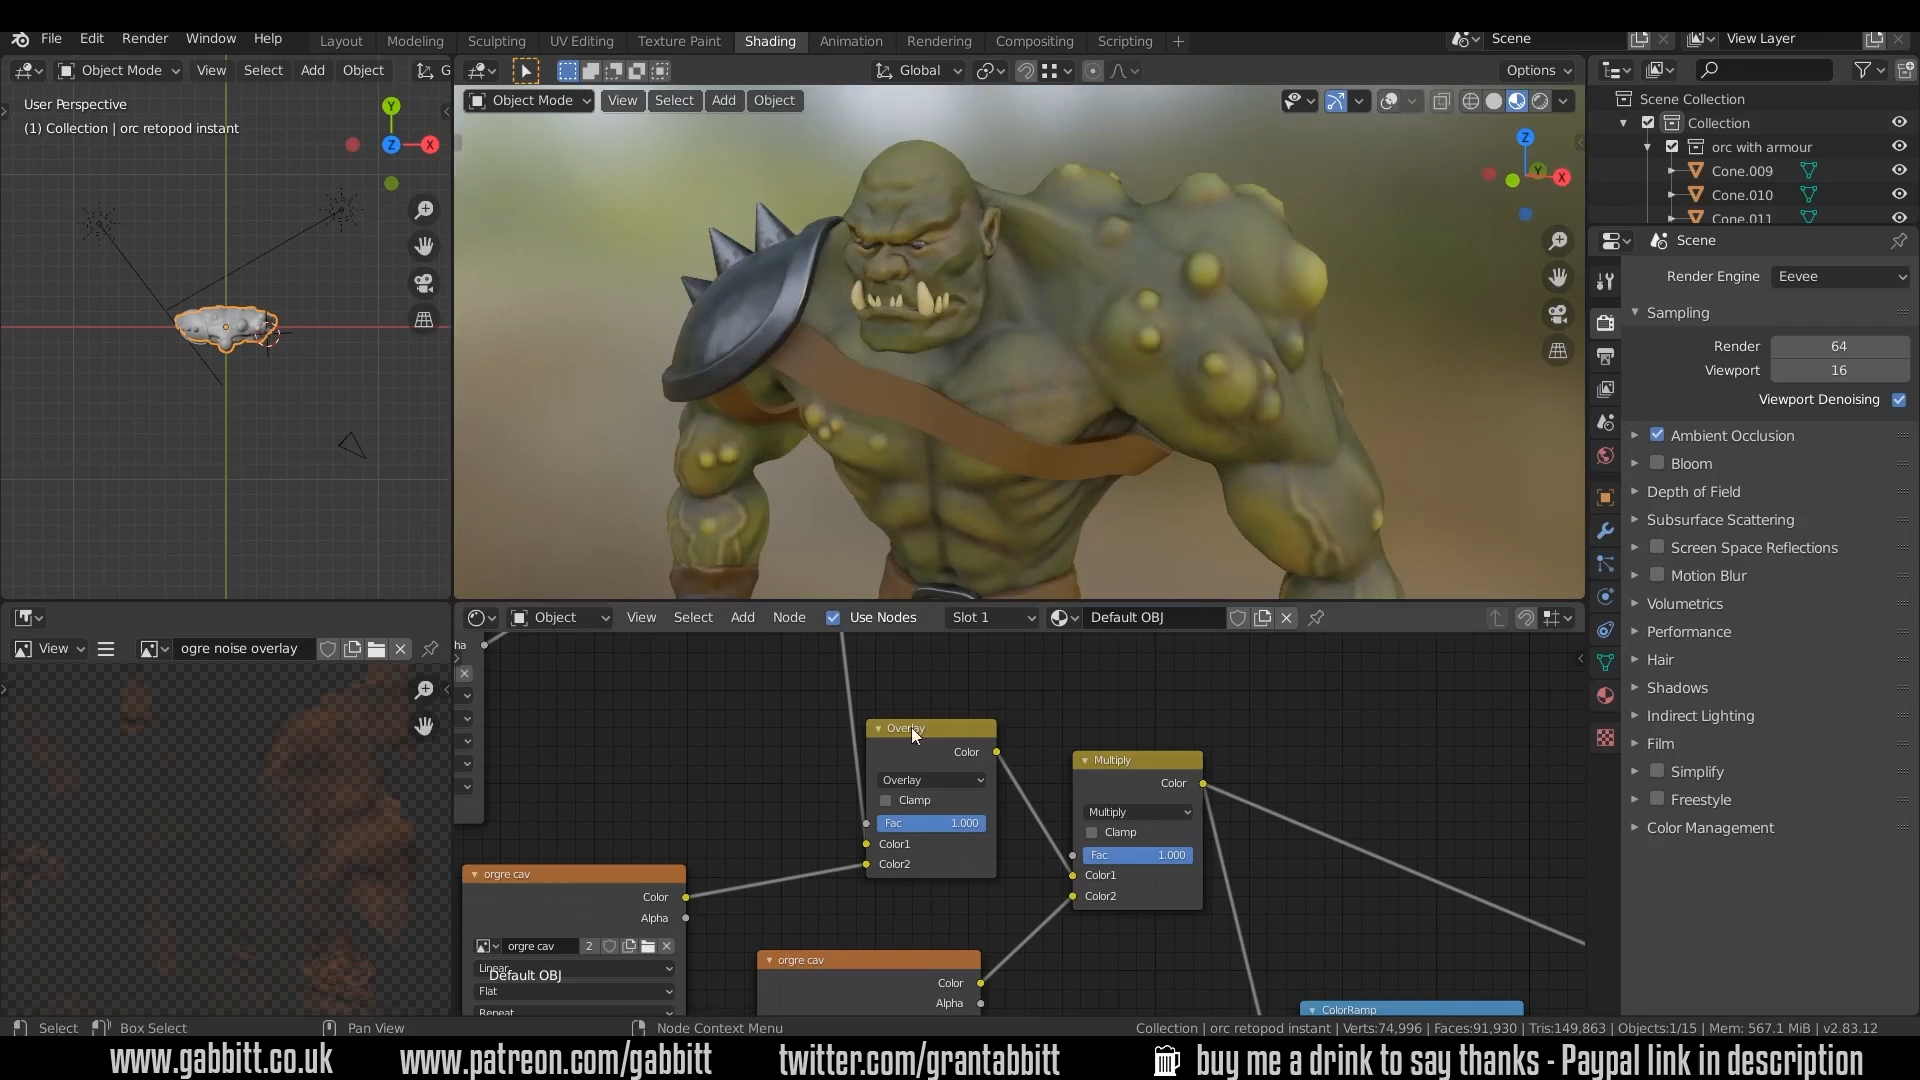 File Edit Render Window Help
Layout Modeling Sculpting UV Editing Texture Paint Shading Animation Rendering Compositing Scripting +
Scene
View Layer
Object Mode View Select Add Object G
Global
Options
User Perspective
(1) Collection | orc retopod instant
Y
Z
X
Object Mode View Select Add Object
Z
Y
X
Scene Collection
Collection
orc with armour
Cone.009
Cone.010
Cone.011
Scene
Render Engine Eevee
Sampling
Render 64
Viewport 16
Viewport Denoising
Ambient Occlusion
Bloom
Depth of Field
Subsurface Scattering
Screen Space Reflections
Motion Blur
Volumetrics
Performance
Hair
Shadows
Indirect Lighting
Film
Simplify
Freestyle
Color Management
View ogre noise overlay
Object View Select Add Node Use Nodes Slot 1 Default OBJ
ha
Overlay
Color
Overlay
Clamp
Fac 1.000
Color1
Color2
Multiply
Color
Multiply
Clamp
Fac 1.000
Color1
Color2
orgre cav
Color
Alpha
orgre cav 2
Linear
Default OBJ
Flat
Repeat
orgre cav
Color
Alpha
ColorRamp
Select Box Select Pan View Node Context Menu
Collection | orc retopod instant | Verts:74,996 | Faces:91,930 | Tris:149,863 | Objects:1/15 | Mem: 567.1 MiB | v2.83.12
www.gabbitt.co.uk www.patreon.com/gabbitt twitter.com/grantabbitt buy me a drink to say thanks - Paypal link in description